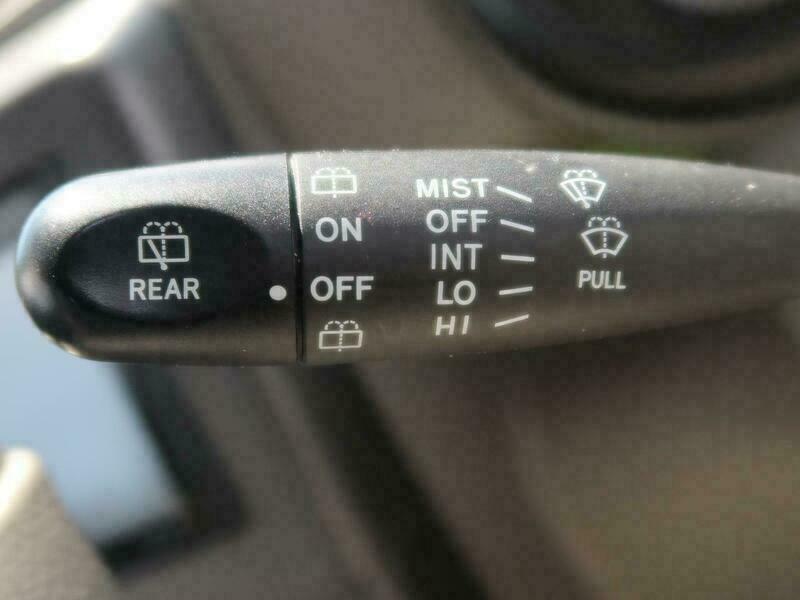 REAR
ON
OFF
MIST
OFF
INT
LO
HI
PULL